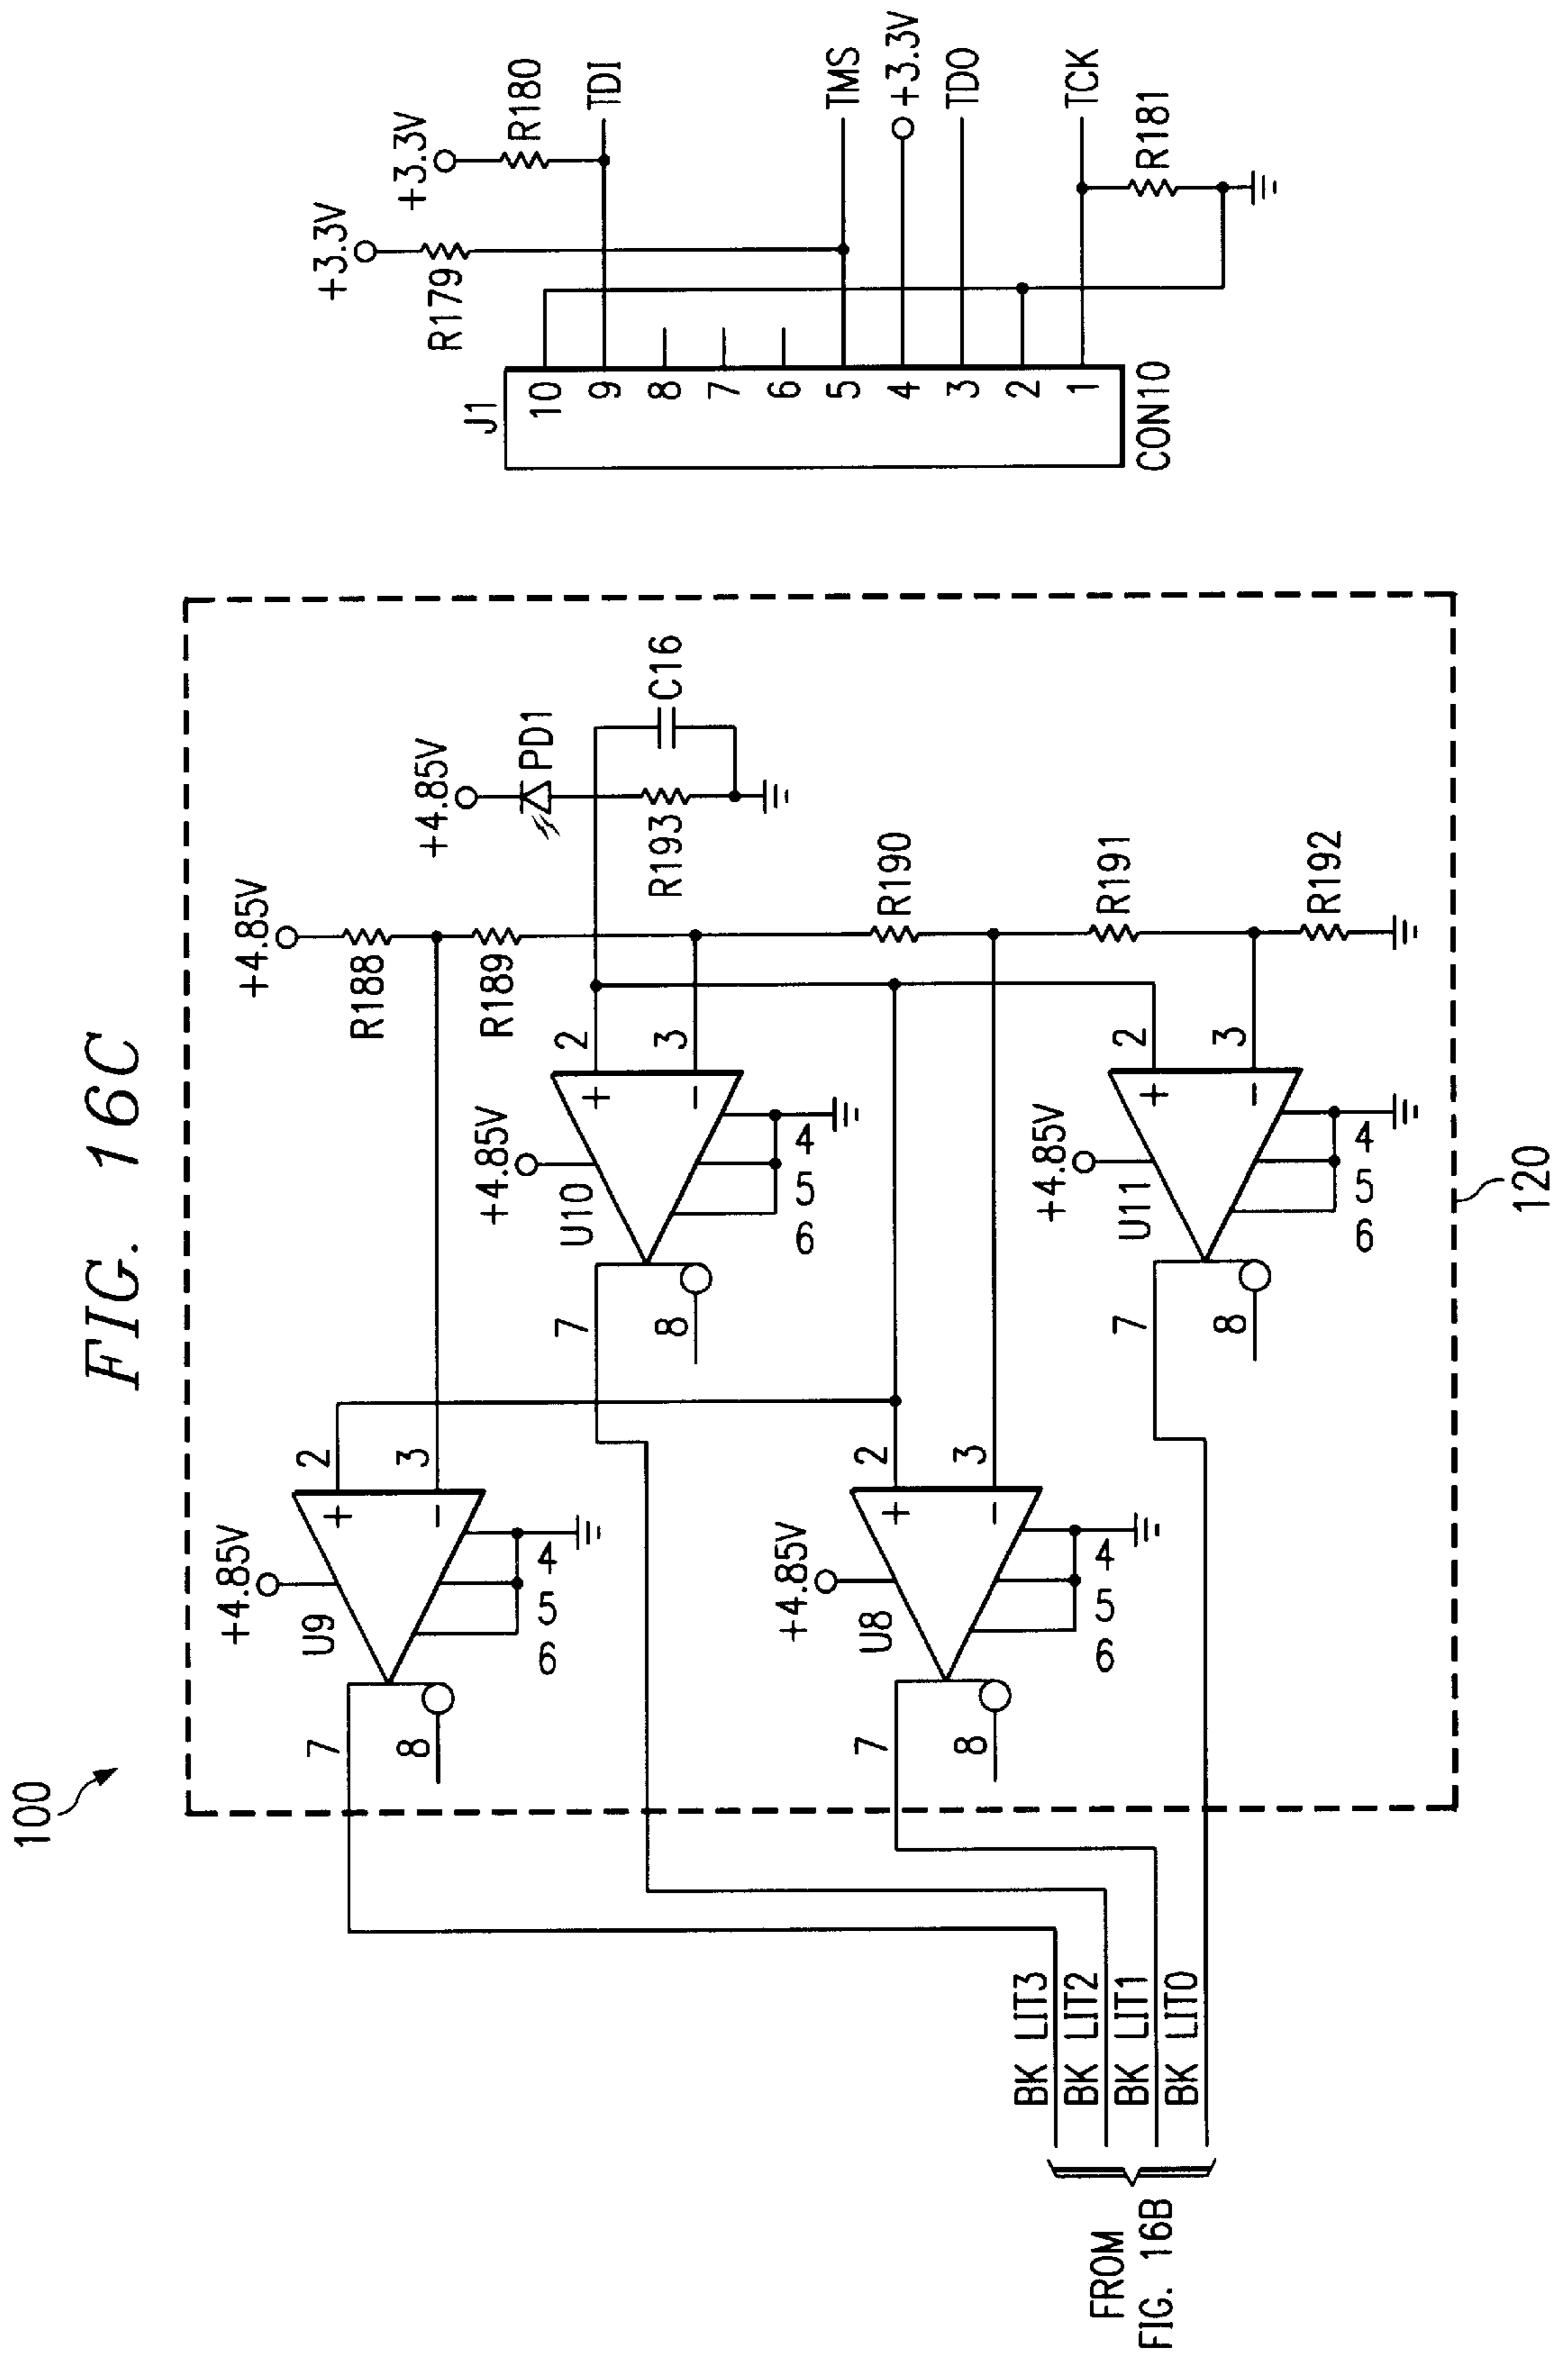 FIG. 16C
100
+4.85V
U9
2
+
3
−
4
5
6
7
8
+4.85V
U10
2
+
3
−
4
5
6
7
8
+4.85V
U8
2
+
3
−
4
5
6
7
8
+4.85V
U11
2
+
3
−
4
5
6
7
8
+4.85V
R188
R189
R190
R191
R192
+4.85V
PD1
R193
C16
120
BK LIT3
BK LIT2
BK LIT1
BK LIT0
FROM
FIG. 16B
J1
10
9
8
7
6
5
4
3
2
1
CON10
+3.3V
R179
+3.3V
R180
TDI
TMS
+3.3V
TDO
TCK
R181